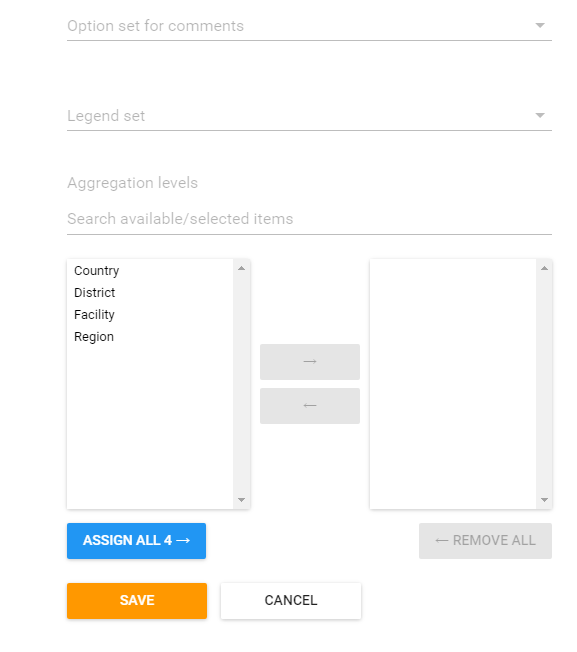 Option set for comments
Legend set
Aggregation levels
Search available/selected items
Country
District
Facility
Region
→
←
ASSIGN ALL 4 →
← REMOVE ALL
SAVE
CANCEL